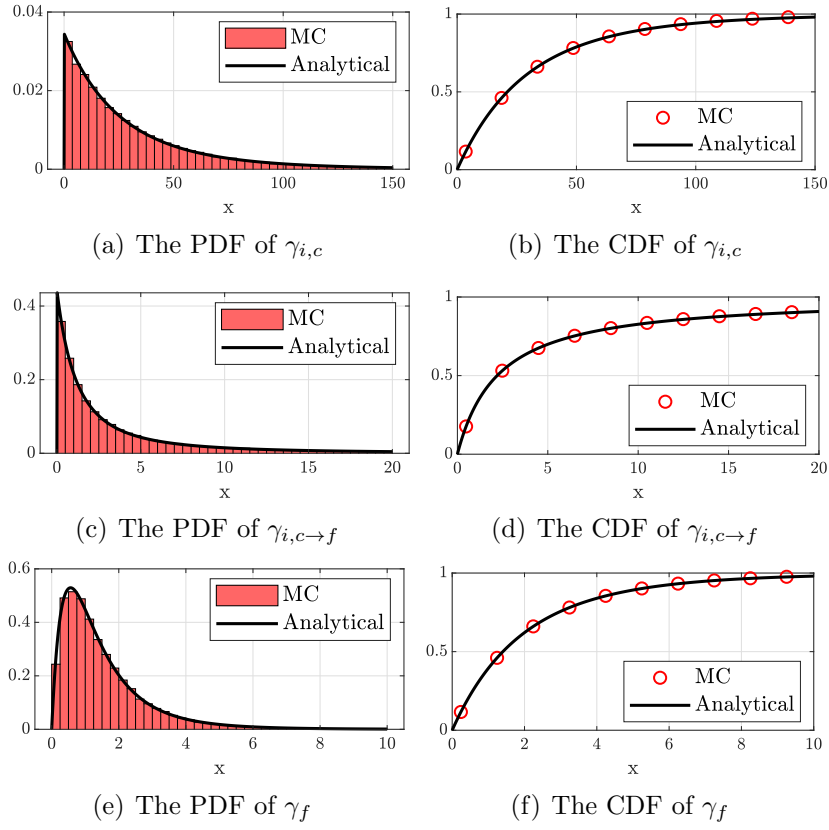 0.04
0.02
0
MC
Analytical
0 50 100 150
x
(a) The PDF of γ_{i,c}
1
0.5
0
MC
Analytical
0 50 100 150
x
(b) The CDF of γ_{i,c}
0.4
0.2
0
MC
Analytical
0 5 10 15 20
x
(c) The PDF of γ_{i,c→f}
1
0.5
0
MC
Analytical
0 5 10 15 20
x
(d) The CDF of γ_{i,c→f}
0.6
0.4
0.2
0
MC
Analytical
0 2 4 6 8 10
x
(e) The PDF of γ_f
1
0.5
0
MC
Analytical
0 2 4 6 8 10
x
(f) The CDF of γ_f